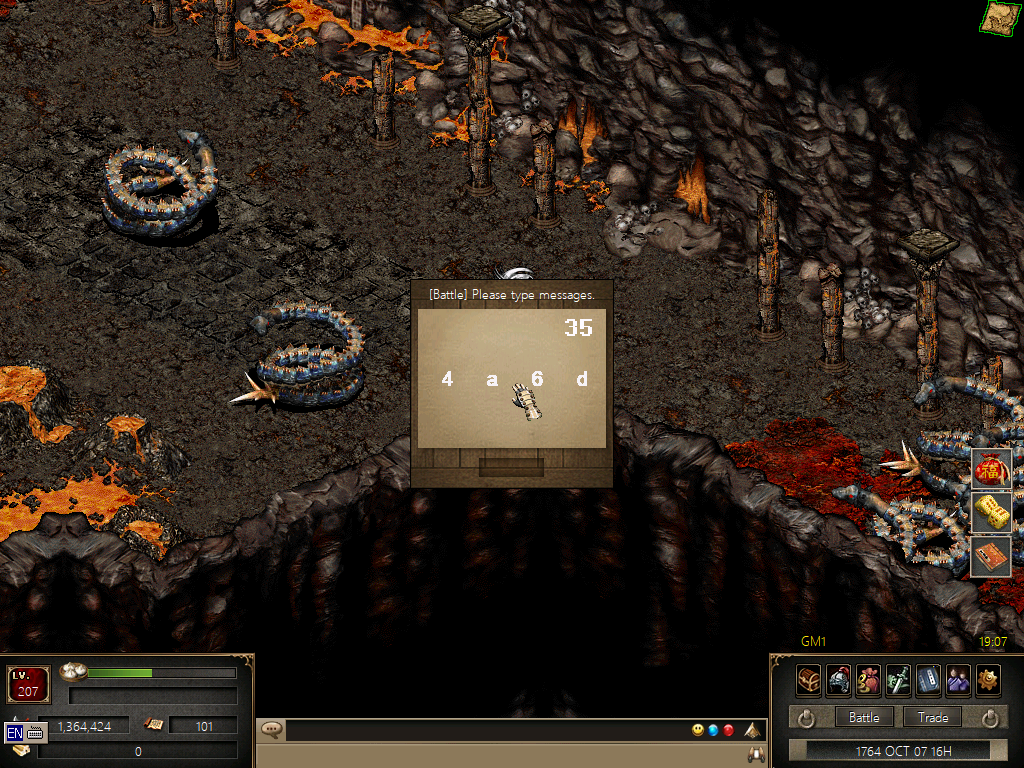 [Battle] Please type messages.
35
4 a 6 d
福
GM1 19:07
LV.
207
1,364,424 101
EN
0
Battle Trade
1764 OCT 07 16H